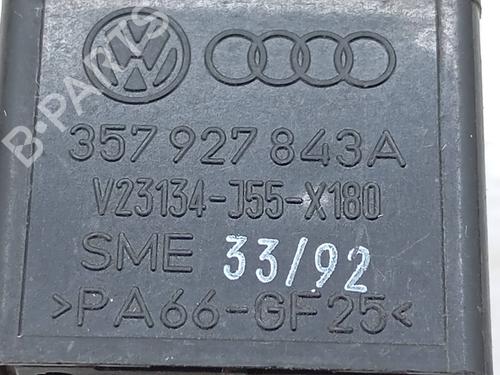 B-PARTS
357 927 843A
V23134-J55-X180
SME 33/92
>PA66-GF25<